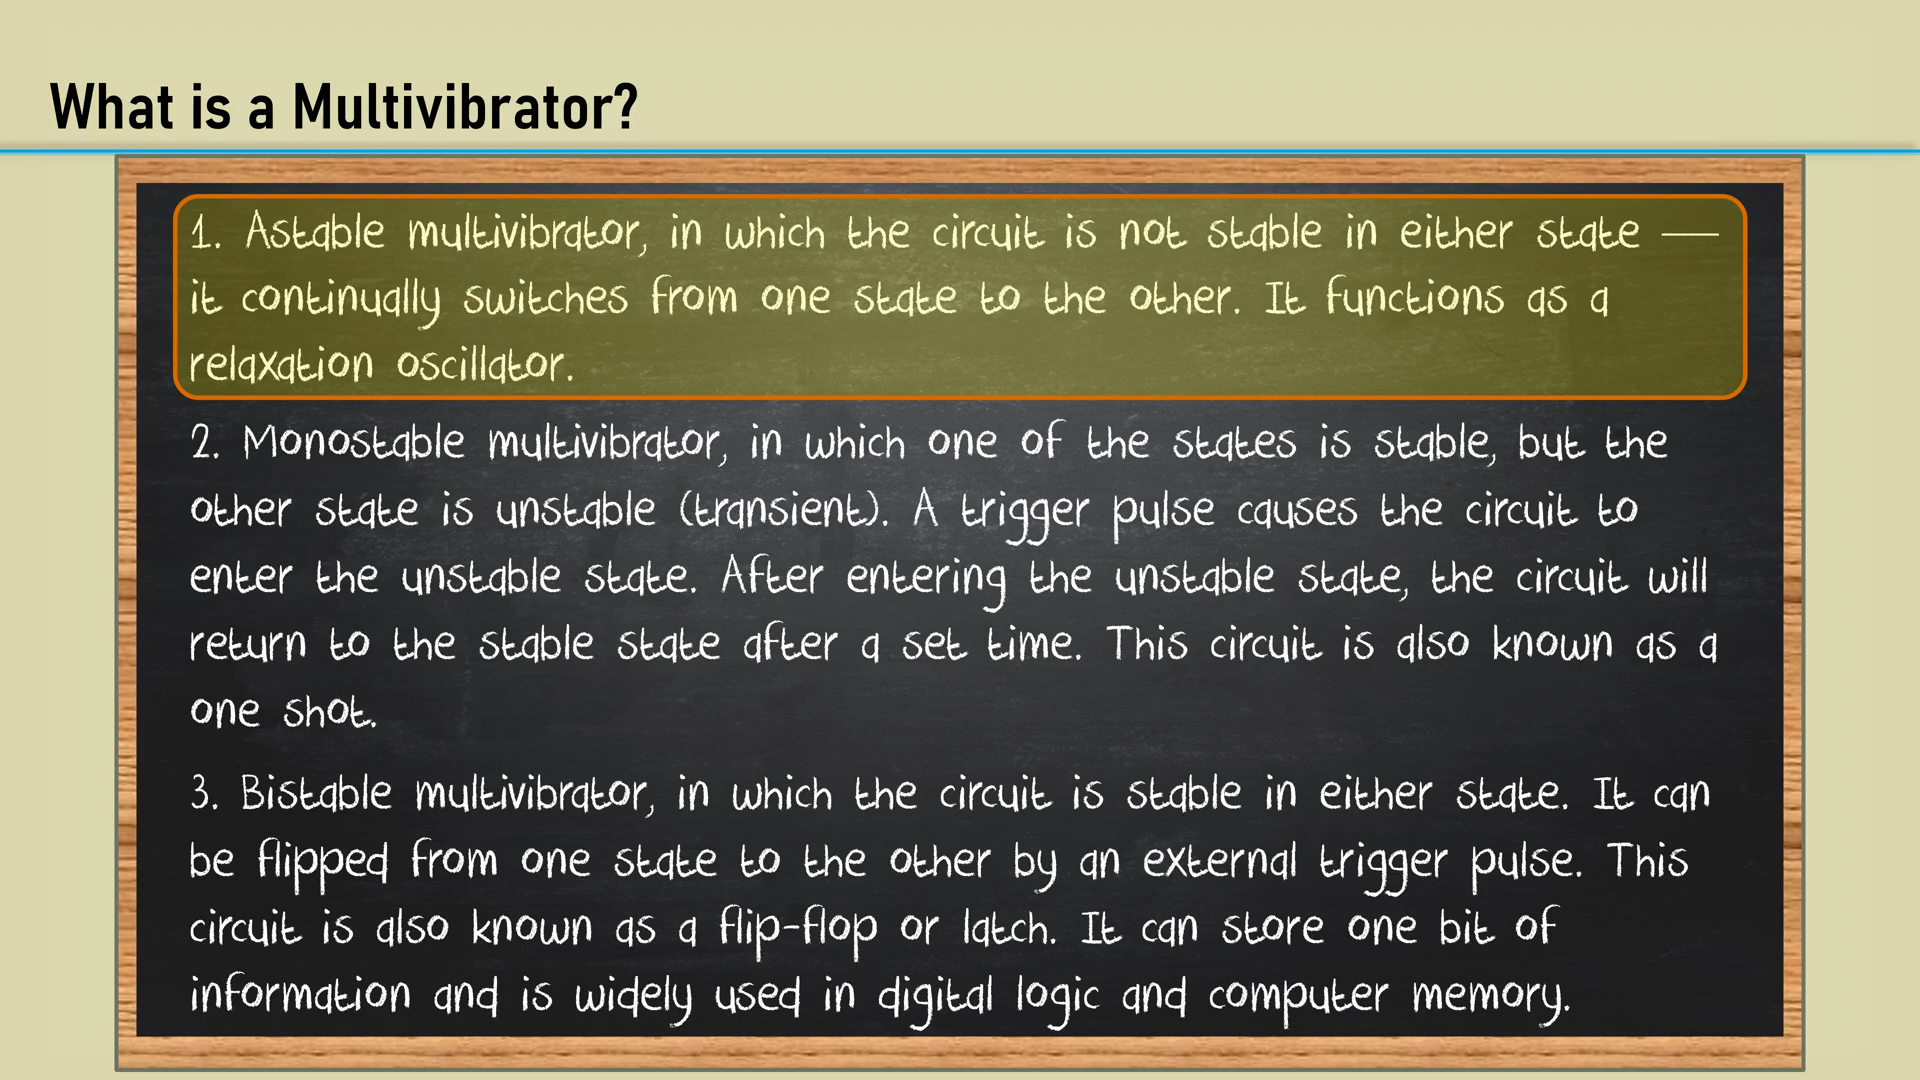 What is a Multivibrator?
1. Astable multivibrator, in which the circuit is not stable in either state —
it continually switches from one state to the other. It functions as a
relaxation oscillator.
2. Monostable multivibrator, in which one of the states is stable, but the
other state is unstable (transient). A trigger pulse causes the circuit to
enter the unstable state. After entering the unstable state, the circuit will
return to the stable state after a set time. This circuit is also known as a
one shot.
3. Bistable multivibrator, in which the circuit is stable in either state. It can
be flipped from one state to the other by an external trigger pulse. This
circuit is also known as a flip-flop or latch. It can store one bit of
information and is widely used in digital logic and computer memory.